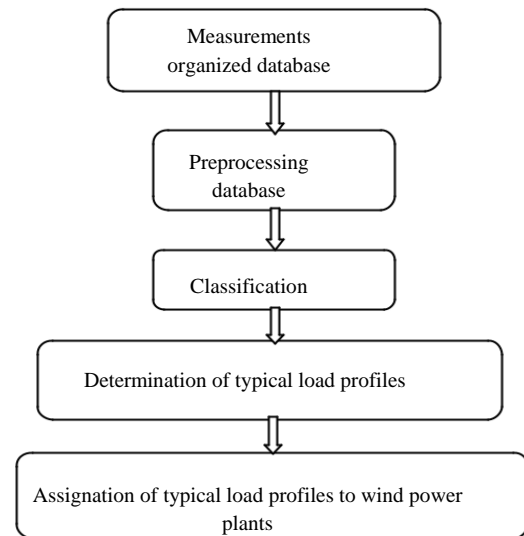 Measurements
organized database
Preprocessing
database
Classification
Determination of typical load profiles
Assignation of typical load profiles to wind power
plants